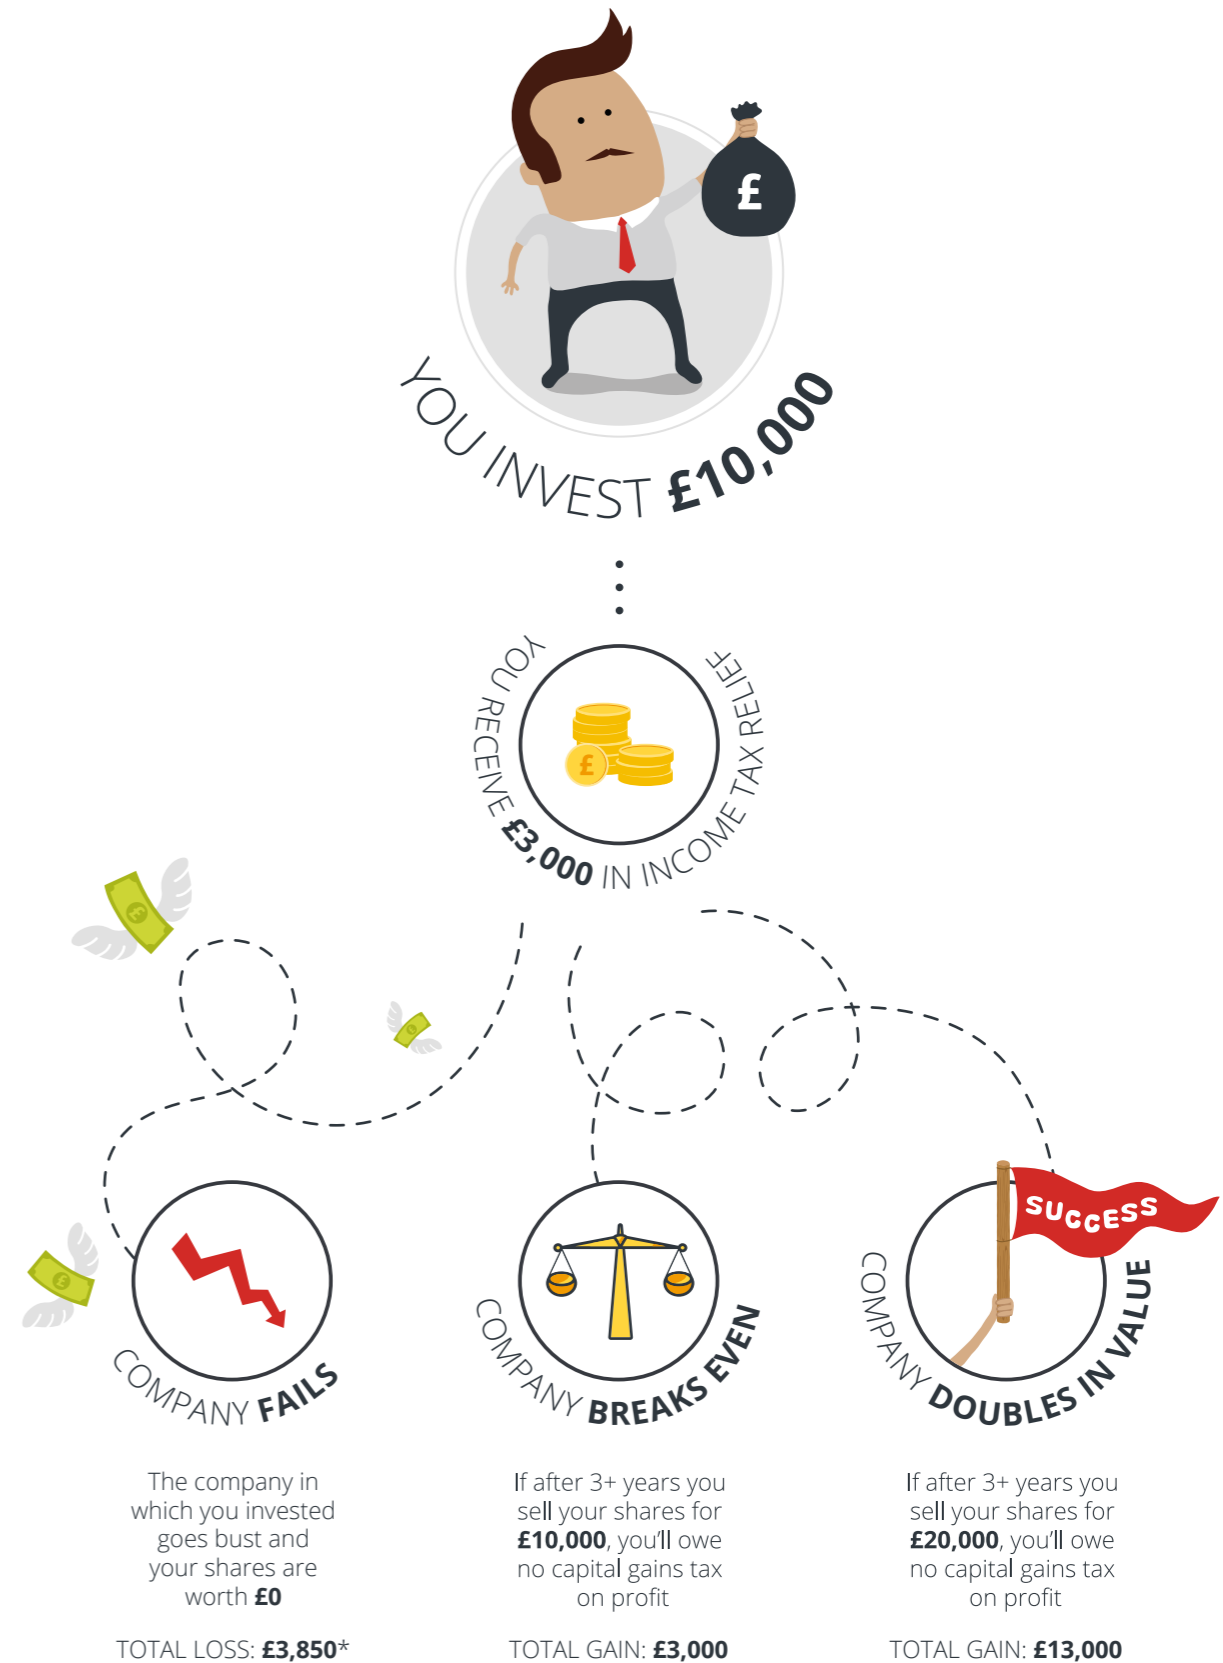 £
YOU INVEST £10,000
YOU RECEIVE £3,000 IN INCOME TAX RELIEF
£
£
£
£
SUCCESS
COMPANY FAILS
COMPANY BREAKS EVEN
COMPANY DOUBLES IN VALUE
The company in
which you invested
goes bust and
your shares are
worth £0
TOTAL LOSS: £3,850*
If after 3+ years you
sell your shares for
£10,000, you'll owe
no capital gains tax
on profit
TOTAL GAIN: £3,000
If after 3+ years you
sell your shares for
£20,000, you'll owe
no capital gains tax
on profit
TOTAL GAIN: £13,000